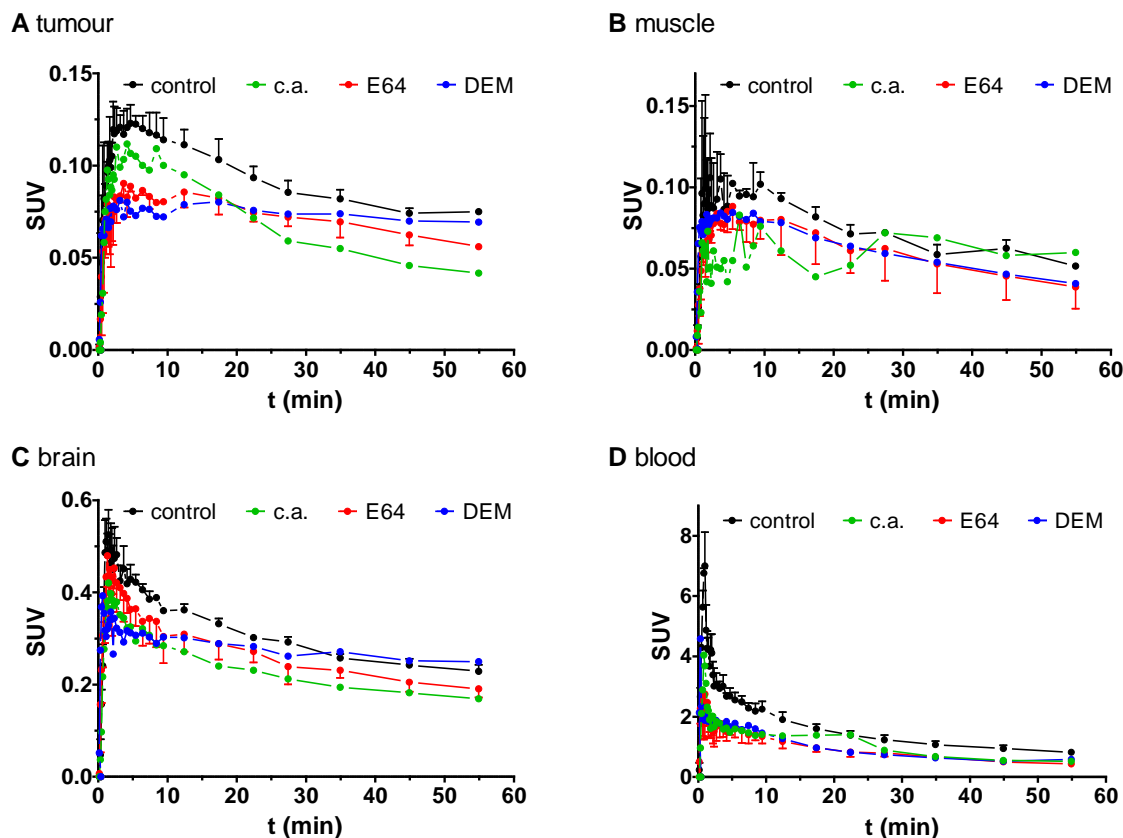 A tumour
control c.a. E64 DEM
SUV
0.15
0.10
0.05
0.00
0 10 20 30 40 50 60
t (min)
B muscle
control c.a. E64 DEM
SUV
0.15
0.10
0.05
0.00
0 10 20 30 40 50 60
t (min)
C brain
control c.a. E64 DEM
SUV
0.6
0.4
0.2
0.0
0 10 20 30 40 50 60
t (min)
D blood
control c.a. E64 DEM
SUV
8
6
4
2
0
0 10 20 30 40 50 60
t (min)